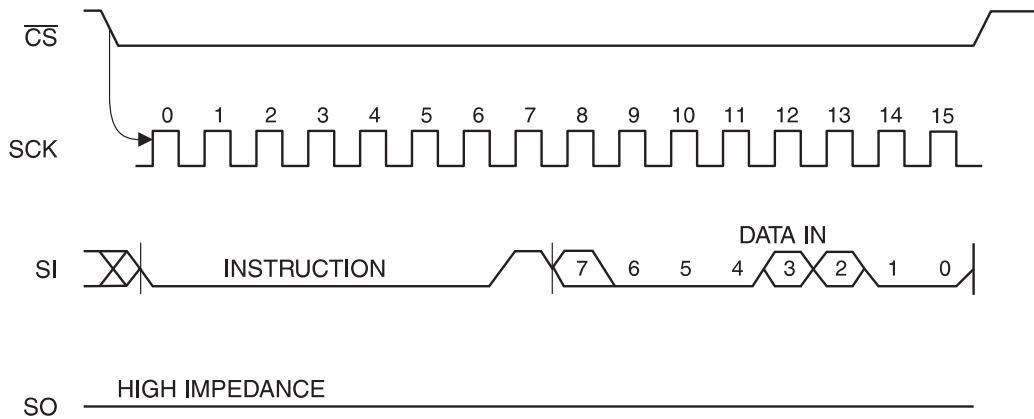 CS
0 1 2 3 4 5 6 7 8 9 10 11 12 13 14 15
SCK
DATA IN
SI INSTRUCTION 7 6 5 4 3 2 1 0
HIGH IMPEDANCE
SO